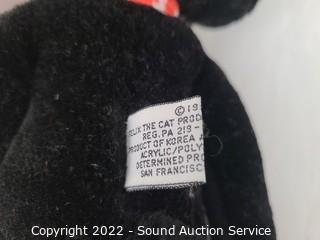 © 19
FELIX THE CAT PROD
REG. PA 219 -
PRODUCT OF KOREA
ACRYLIC/POLY
DETERMINED PRO
SAN FRANCISC
Copyright 2022 - Sound Auction Service